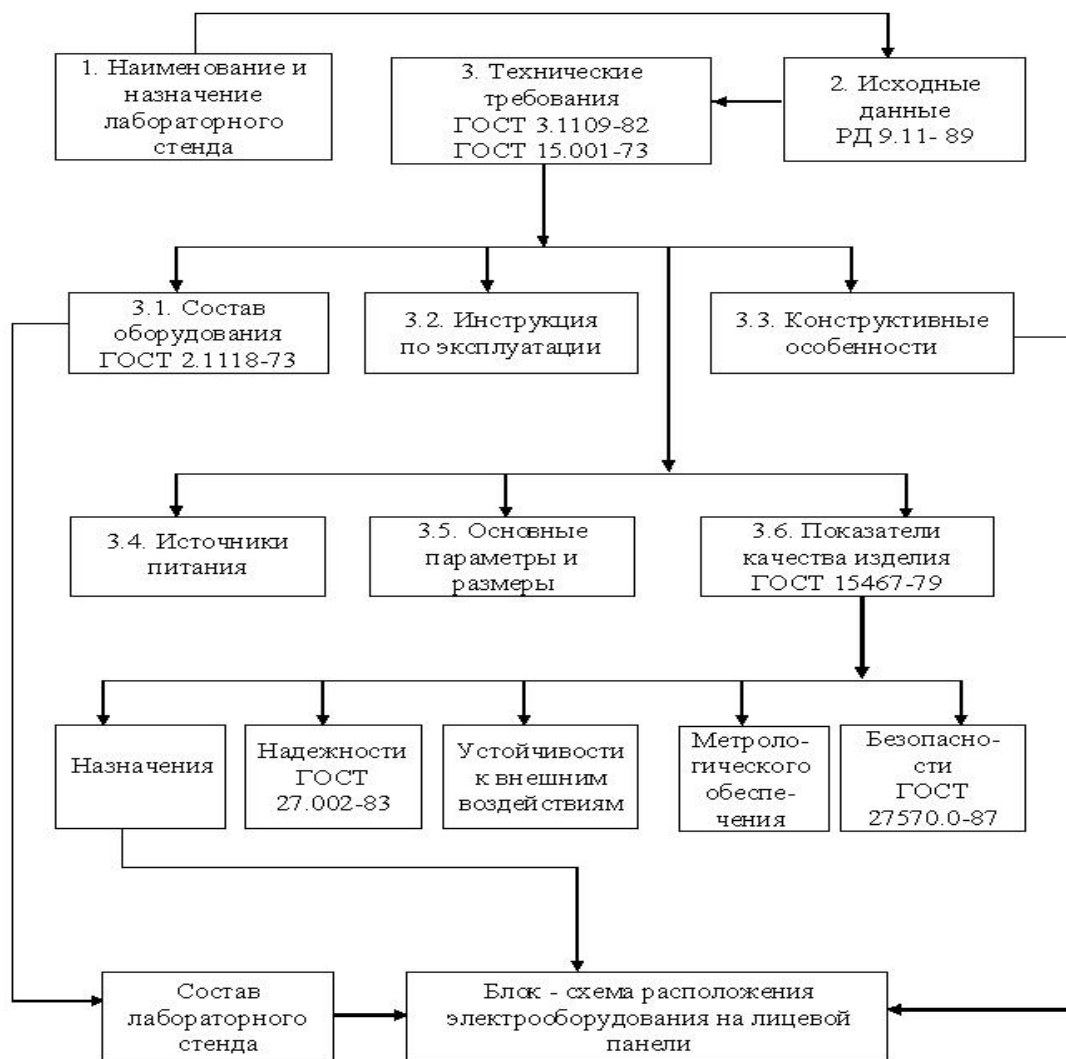 1. Наименование и
назначение
лабораторного
стенда
3. Технические
требования
ГОСТ 3.1109-82
ГОСТ 15.001-73
2. Исходные
данные
РД 9.11- 89
3.1. Состав
оборудования
ГОСТ 2.1118-73
3.2. Инструкция
по эксплуатации
3.3. Конструктивные
особенности
3.4. Источники
питания
3.5. Основные
параметры и
размеры
3.6. Показатели
качества изделия
ГОСТ 15467-79
Назначения
Надежности
ГОСТ
27.002-83
Устойчивости
к внешним
воздействиям
Метроло-
гического
обеспе-
чения
Безопасно-
сти
ГОСТ
27570.0-87
Состав
лабораторного
стенда
Блок - схема расположения
электрооборудования на лицевой
панели